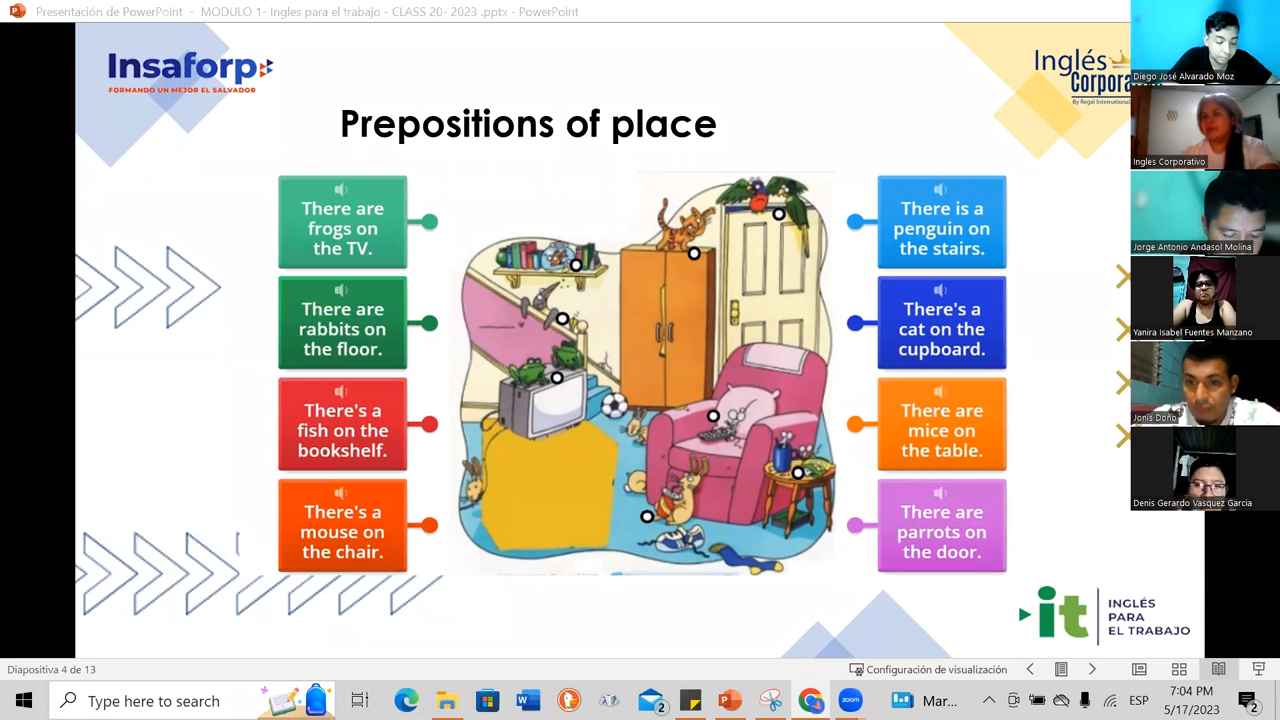 Presentación de PowerPoint - MODULO 1- Ingles para el trabajo - CLASS 20- 2023 .pptx - PowerPoint
Insaforp
FORMANDO UN MEJOR EL SALVADOR
Inglés
By Regal International
Prepositions of place
There are
frogs on
the TV.
There are
rabbits on
the floor.
There's a
fish on the
bookshelf.
There's a
mouse on
the chair.
There is a
penguin on
the stairs.
There's a
cat on the
cupboard.
There are
mice on
the table.
There are
parrots on
the door.
it
INGLÉS
PARA
EL TRABAJO
Diego José Alvarado Moz
Ingles Corporativo
Jorge Antonio Andasol Molina
Yanira Isabel Fuentes Manzano
Jonis Doño
Denis Gerardo Vasquez Garcia
Diapositiva 4 de 13
Configuración de visualización
Type here to search
2
zoom
Mar...
ESP
7:04 PM
5/17/2023
2